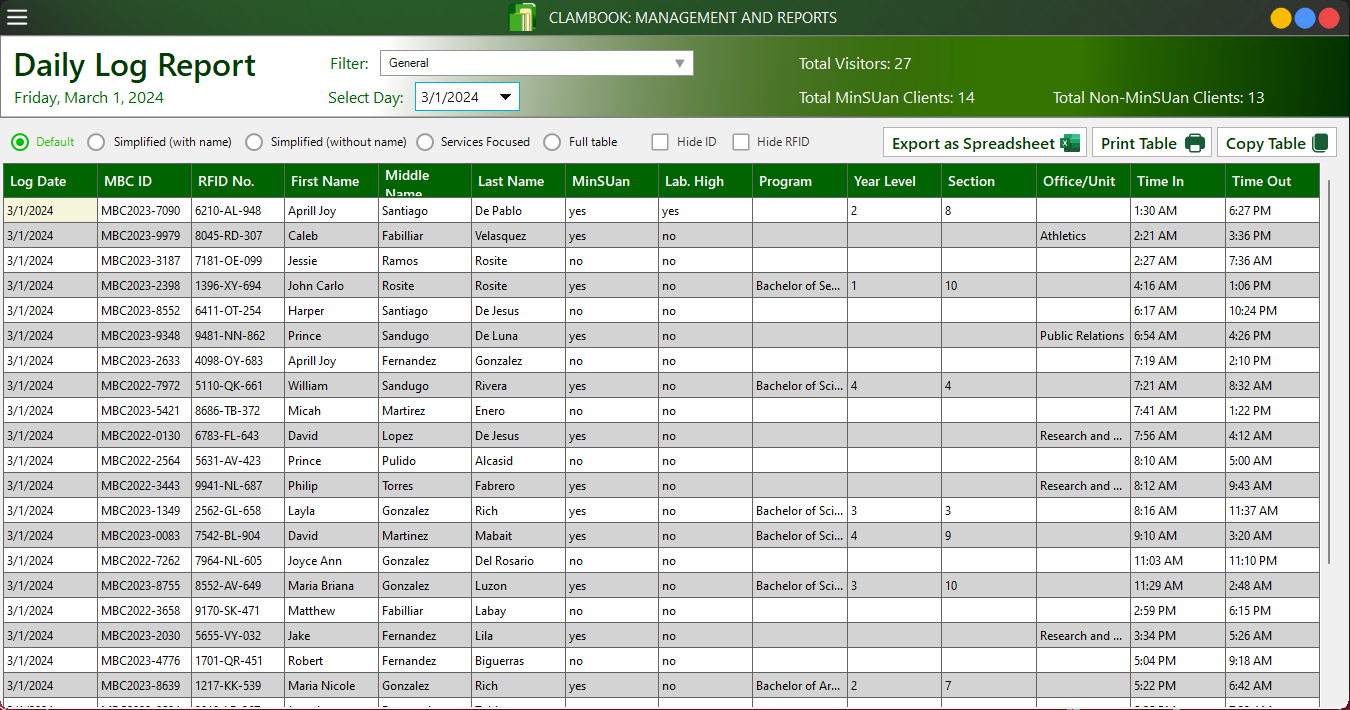 CLAMBOOK: MANAGEMENT AND REPORTS
Daily Log Report
Friday, March 1, 2024
Filter: General
Select Day: 3/1/2024
Total Visitors: 27
Total MinSUan Clients: 14 Total Non-MinSUan Clients: 13
Default Simplified (with name) Simplified (without name) Services Focused Full table Hide ID Hide RFID Export as Spreadsheet Print Table Copy Table
Log Date MBC ID RFID No. First Name Middle Name Last Name MinSUan Lab. High Program Year Level Section Office/Unit Time In Time Out
3/1/2024 MBC2023-7090 6210-AL-948 Aprill Joy Santiago De Pablo yes yes 2 8 1:30 AM 6:27 PM
3/1/2024 MBC2023-9979 8045-RD-307 Caleb Fabilliar Velasquez yes no Athletics 2:21 AM 3:36 PM
3/1/2024 MBC2023-3187 7181-OE-099 Jessie Ramos Rosite no no 2:27 AM 7:36 AM
3/1/2024 MBC2023-2398 1396-XY-694 John Carlo Rosite Rosite yes no Bachelor of Se... 1 10 4:16 AM 1:06 PM
3/1/2024 MBC2023-8552 6411-OT-254 Harper Santiago De Jesus no no 6:17 AM 10:24 PM
3/1/2024 MBC2023-9348 9481-NN-862 Prince Sandugo De Luna yes no Public Relations 6:54 AM 4:26 PM
3/1/2024 MBC2023-2633 4098-OY-683 Aprill Joy Fernandez Gonzalez no no 7:19 AM 2:10 PM
3/1/2024 MBC2022-7972 5110-QK-661 William Sandugo Rivera yes no Bachelor of Sci... 4 4 7:21 AM 8:32 AM
3/1/2024 MBC2023-5421 8686-TB-372 Micah Martirez Enero no no 7:41 AM 1:22 PM
3/1/2024 MBC2022-0130 6783-FL-643 David Lopez De Jesus yes no Research and ... 7:56 AM 4:12 AM
3/1/2024 MBC2022-2564 5631-AV-423 Prince Pulido Alcasid no no 8:10 AM 5:00 AM
3/1/2024 MBC2022-3443 9941-NL-687 Philip Torres Fabrero yes no Research and ... 8:12 AM 9:43 AM
3/1/2024 MBC2023-1349 2562-GL-658 Layla Gonzalez Rich yes no Bachelor of Sci... 3 3 8:16 AM 11:37 AM
3/1/2024 MBC2023-0083 7542-BL-904 David Martinez Mabait yes no Bachelor of Sci... 4 9 9:10 AM 3:20 AM
3/1/2024 MBC2022-7262 7964-NL-605 Joyce Ann Gonzalez Del Rosario no no 11:03 AM 11:10 PM
3/1/2024 MBC2023-8755 8552-AV-649 Maria Briana Gonzalez Luzon yes no Bachelor of Sci... 3 10 11:29 AM 2:48 AM
3/1/2024 MBC2022-3658 9170-SK-471 Matthew Fabilliar Labay no no 2:59 PM 6:15 PM
3/1/2024 MBC2023-2030 5655-VY-032 Jake Fernandez Lila yes no Research and ... 3:34 PM 5:26 AM
3/1/2024 MBC2023-4776 1701-QR-451 Robert Fernandez Biguerras no no 5:04 PM 9:18 AM
3/1/2024 MBC2023-8639 1217-KK-539 Maria Nicole Gonzalez Rich yes no Bachelor of Ar... 2 7 5:22 PM 6:42 AM